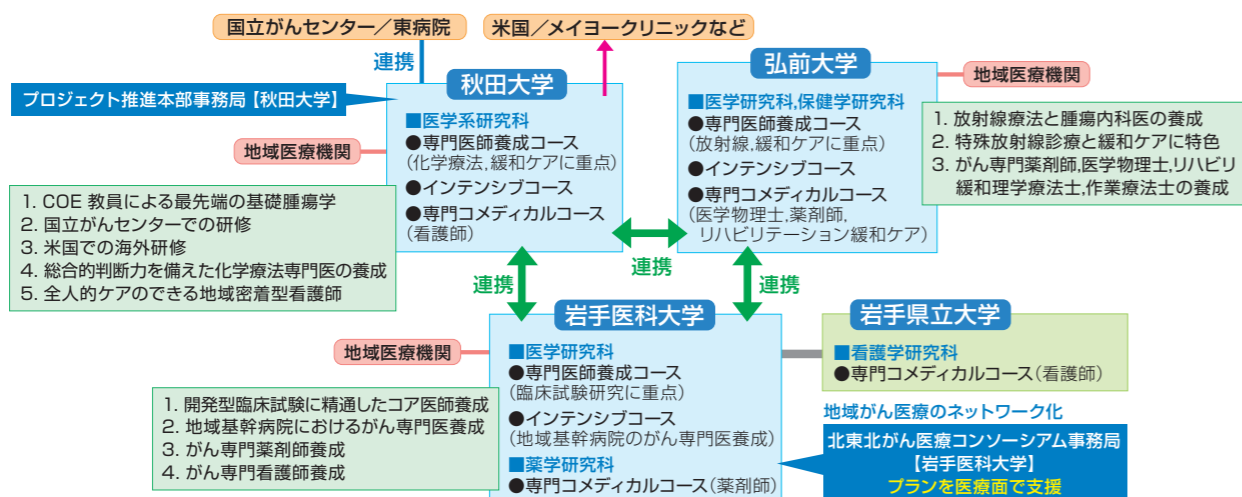 国立がんセンター／東病院
米国／メイヨークリニックなど
連携
プロジェクト推進本部事務局【秋田大学】
秋田大学
■医学系研究科
●専門医師養成コース
(化学療法,緩和ケアに重点)
●インテンシブコース
●専門コメディカルコース
(看護師)
地域医療機関
1. COE 教員による最先端の基礎腫瘍学
2. 国立がんセンターでの研修
3. 米国での海外研修
4. 総合的判断力を備えた化学療法専門医の養成
5. 全人的ケアのできる地域密着型看護師
弘前大学
■医学研究科,保健学研究科
●専門医師養成コース
(放射線,緩和ケアに重点)
●インテンシブコース
●専門コメディカルコース
(医学物理士,薬剤師,
リハビリテーション緩和ケア)
地域医療機関
1. 放射線療法と腫瘍内科医の養成
2. 特殊放射線診療と緩和ケアに特色
3. がん専門薬剤師,医学物理士,リハビリ
緩和理学療法士,作業療法士の養成
連携
連携
連携
岩手医科大学
■医学研究科
●専門医師養成コース
(臨床試験研究に重点)
●インテンシブコース
(地域基幹病院のがん専門医養成)
■薬学研究科
●専門コメディカルコース(薬剤師)
地域医療機関
1. 開発型臨床試験に精通したコア医師養成
2. 地域基幹病院におけるがん専門医養成
3. がん専門薬剤師養成
4. がん専門看護師養成
岩手県立大学
■看護学研究科
●専門コメディカルコース(看護師)
地域がん医療のネットワーク化
北東北がん医療コンソーシアム事務局
【岩手医科大学】
プランを医療面で支援